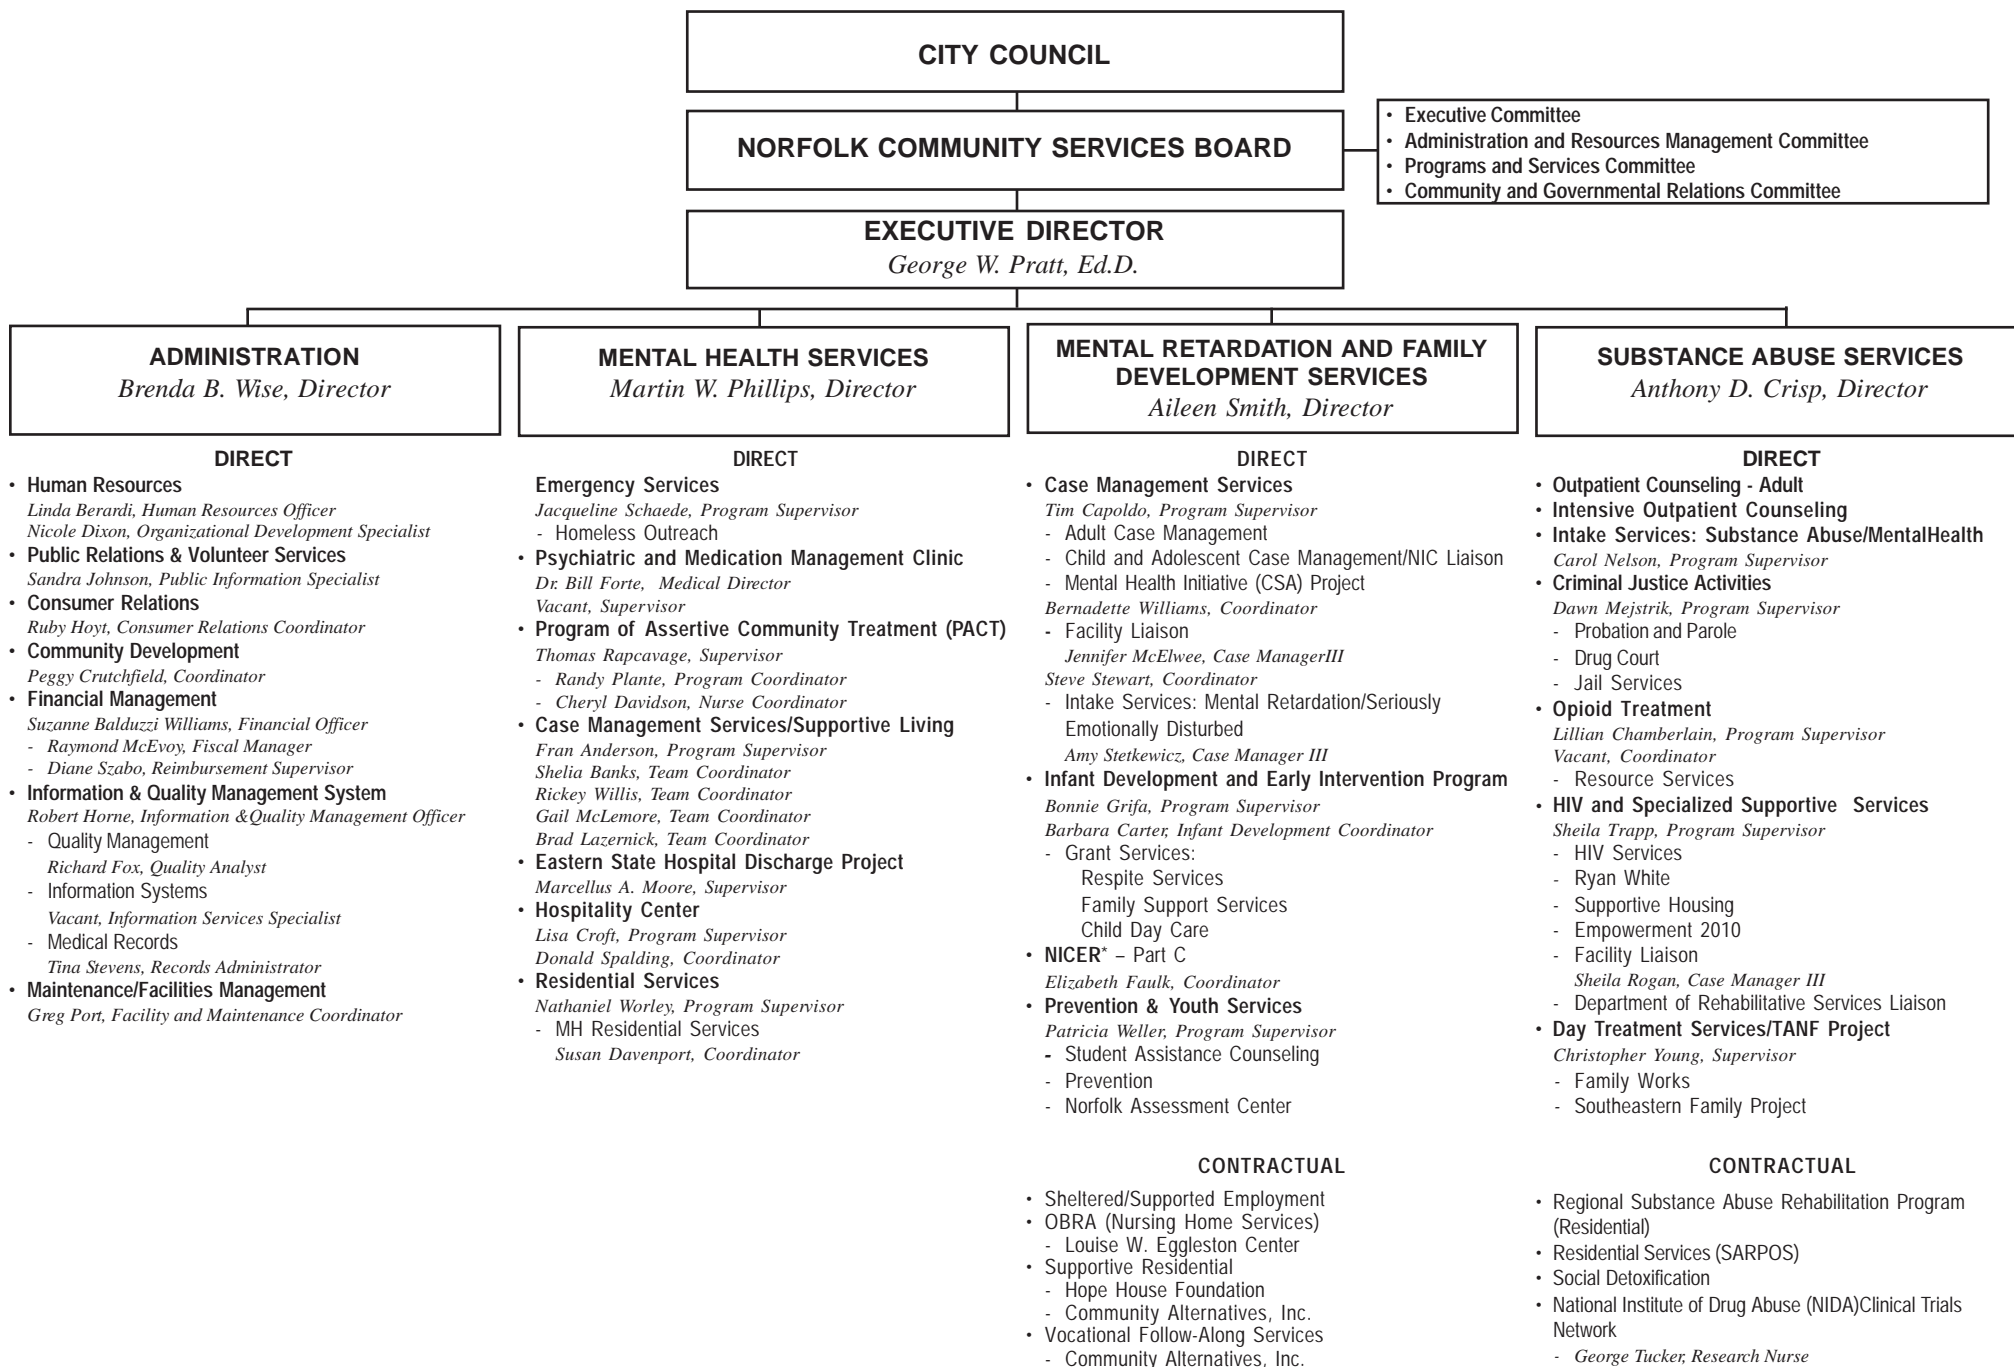 CITY COUNCIL
NORFOLK COMMUNITY SERVICES BOARD
• Executive Committee
• Administration and Resources Management Committee
• Programs and Services Committee
• Community and Governmental Relations Committee
EXECUTIVE DIRECTOR
George W. Pratt, Ed.D.
ADMINISTRATION
Brenda B. Wise, Director
DIRECT
• Human Resources
Linda Berardi, Human Resources Officer
Nicole Dixon, Organizational Development Specialist
• Public Relations & Volunteer Services
Sandra Johnson, Public Information Specialist
• Consumer Relations
Ruby Hoyt, Consumer Relations Coordinator
• Community Development
Peggy Crutchfield, Coordinator
• Financial Management
Suzanne Balduzzi Williams, Financial Officer
- Raymond McEvoy, Fiscal Manager
- Diane Szabo, Reimbursement Supervisor
• Information & Quality Management System
Robert Horne, Information &Quality Management Officer
- Quality Management
Richard Fox, Quality Analyst
- Information Systems
Vacant, Information Services Specialist
- Medical Records
Tina Stevens, Records Administrator
• Maintenance/Facilities Management
Greg Port, Facility and Maintenance Coordinator
MENTAL HEALTH SERVICES
Martin W. Phillips, Director
DIRECT
Emergency Services
Jacqueline Schaede, Program Supervisor
- Homeless Outreach
• Psychiatric and Medication Management Clinic
Dr. Bill Forte, Medical Director
Vacant, Supervisor
• Program of Assertive Community Treatment (PACT)
Thomas Rapcavage, Supervisor
- Randy Plante, Program Coordinator
- Cheryl Davidson, Nurse Coordinator
• Case Management Services/Supportive Living
Fran Anderson, Program Supervisor
Shelia Banks, Team Coordinator
Rickey Willis, Team Coordinator
Gail McLemore, Team Coordinator
Brad Lazernick, Team Coordinator
• Eastern State Hospital Discharge Project
Marcellus A. Moore, Supervisor
• Hospitality Center
Lisa Croft, Program Supervisor
Donald Spalding, Coordinator
• Residential Services
Nathaniel Worley, Program Supervisor
- MH Residential Services
Susan Davenport, Coordinator
MENTAL RETARDATION AND FAMILY
DEVELOPMENT SERVICES
Aileen Smith, Director
DIRECT
• Case Management Services
Tim Capoldo, Program Supervisor
- Adult Case Management
- Child and Adolescent Case Management/NIC Liaison
- Mental Health Initiative (CSA) Project
Bernadette Williams, Coordinator
- Facility Liaison
Jennifer McElwee, Case ManagerIII
Steve Stewart, Coordinator
- Intake Services: Mental Retardation/Seriously
Emotionally Disturbed
Amy Stetkewicz, Case Manager III
• Infant Development and Early Intervention Program
Bonnie Grifa, Program Supervisor
Barbara Carter, Infant Development Coordinator
- Grant Services:
Respite Services
Family Support Services
Child Day Care
• NICER* – Part C
Elizabeth Faulk, Coordinator
• Prevention & Youth Services
Patricia Weller, Program Supervisor
- Student Assistance Counseling
- Prevention
- Norfolk Assessment Center
CONTRACTUAL
• Sheltered/Supported Employment
• OBRA (Nursing Home Services)
- Louise W. Eggleston Center
• Supportive Residential
- Hope House Foundation
- Community Alternatives, Inc.
• Vocational Follow-Along Services
- Community Alternatives, Inc.
SUBSTANCE ABUSE SERVICES
Anthony D. Crisp, Director
DIRECT
• Outpatient Counseling - Adult
• Intensive Outpatient Counseling
• Intake Services: Substance Abuse/MentalHealth
Carol Nelson, Program Supervisor
• Criminal Justice Activities
Dawn Mejstrik, Program Supervisor
- Probation and Parole
- Drug Court
- Jail Services
• Opioid Treatment
Lillian Chamberlain, Program Supervisor
Vacant, Coordinator
- Resource Services
• HIV and Specialized Supportive Services
Sheila Trapp, Program Supervisor
- HIV Services
- Ryan White
- Supportive Housing
- Empowerment 2010
- Facility Liaison
Sheila Rogan, Case Manager III
- Department of Rehabilitative Services Liaison
• Day Treatment Services/TANF Project
Christopher Young, Supervisor
- Family Works
- Southeastern Family Project
CONTRACTUAL
• Regional Substance Abuse Rehabilitation Program
(Residential)
• Residential Services (SARPOS)
• Social Detoxification
• National Institute of Drug Abuse (NIDA)Clinical Trials
Network
- George Tucker, Research Nurse